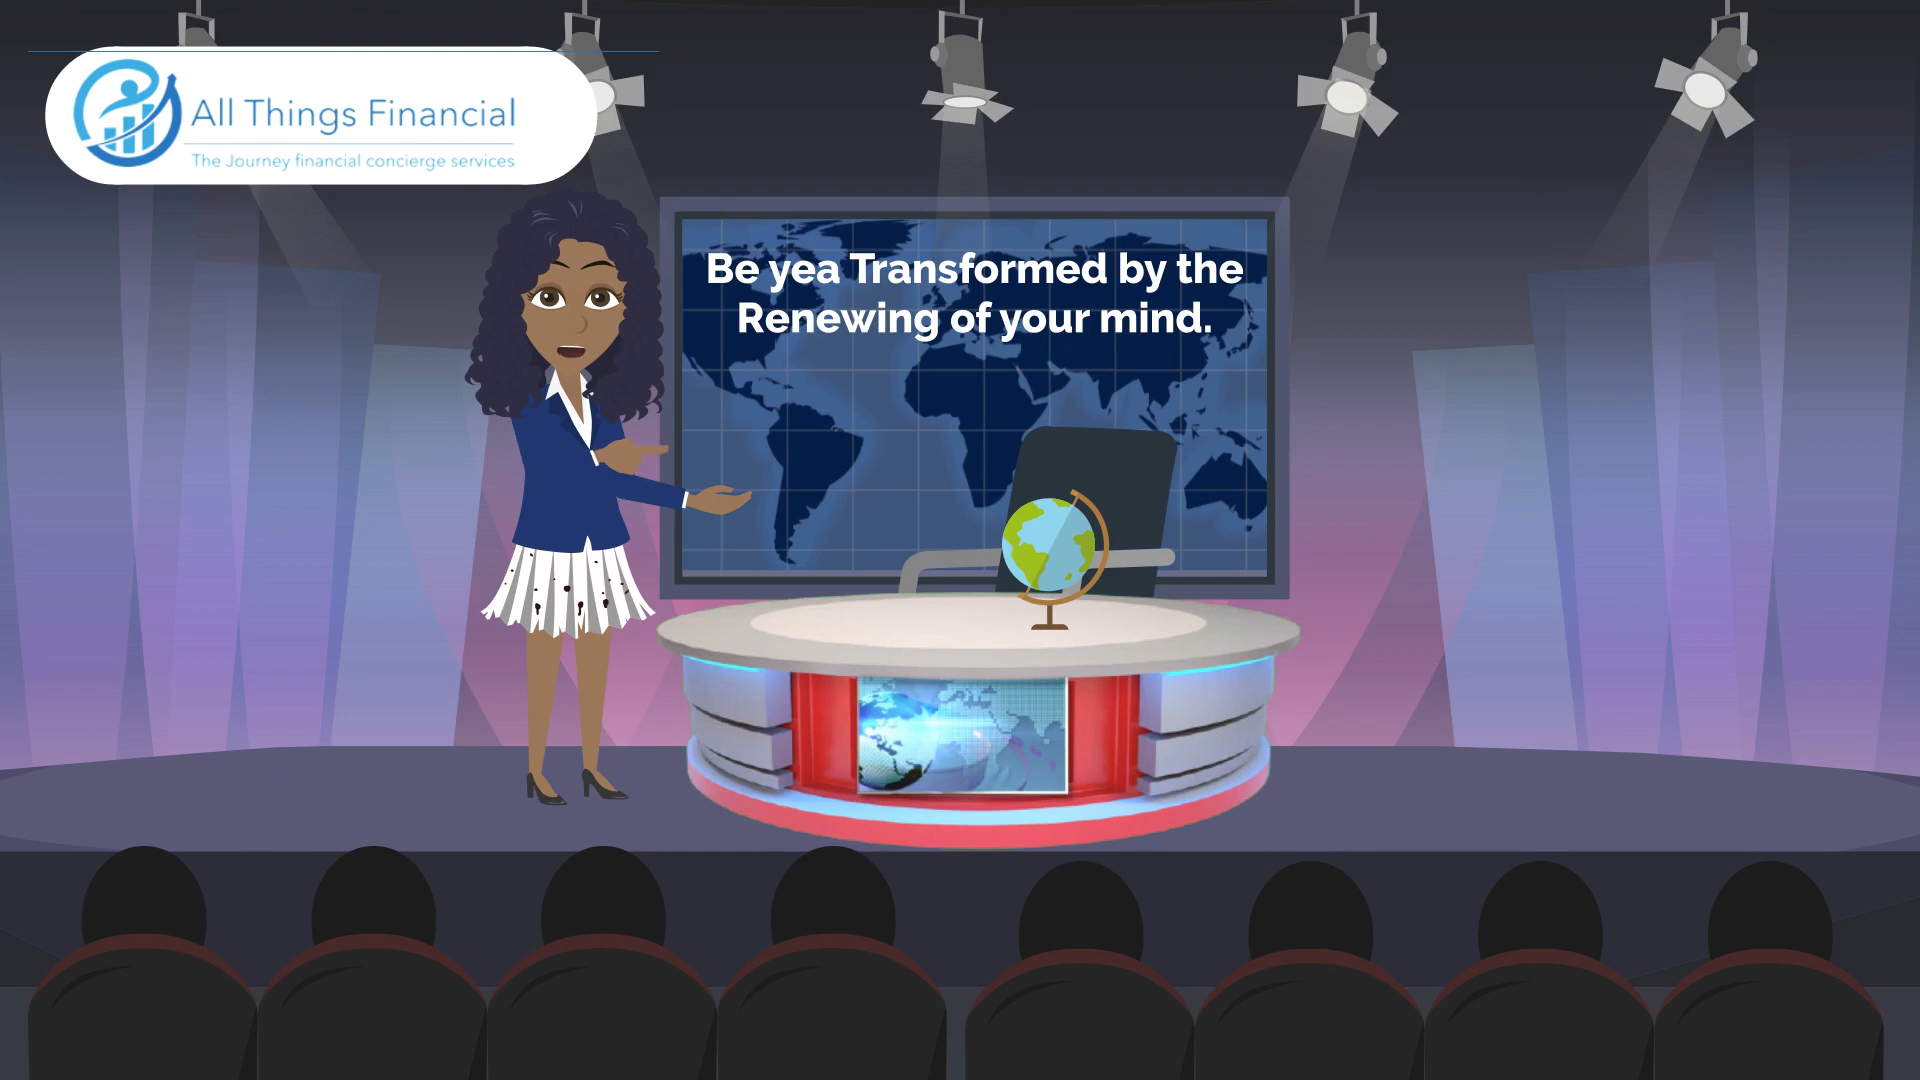 All Things Financial
The Journey financial concierge services
Be yea Transformed by the
Renewing of your mind.